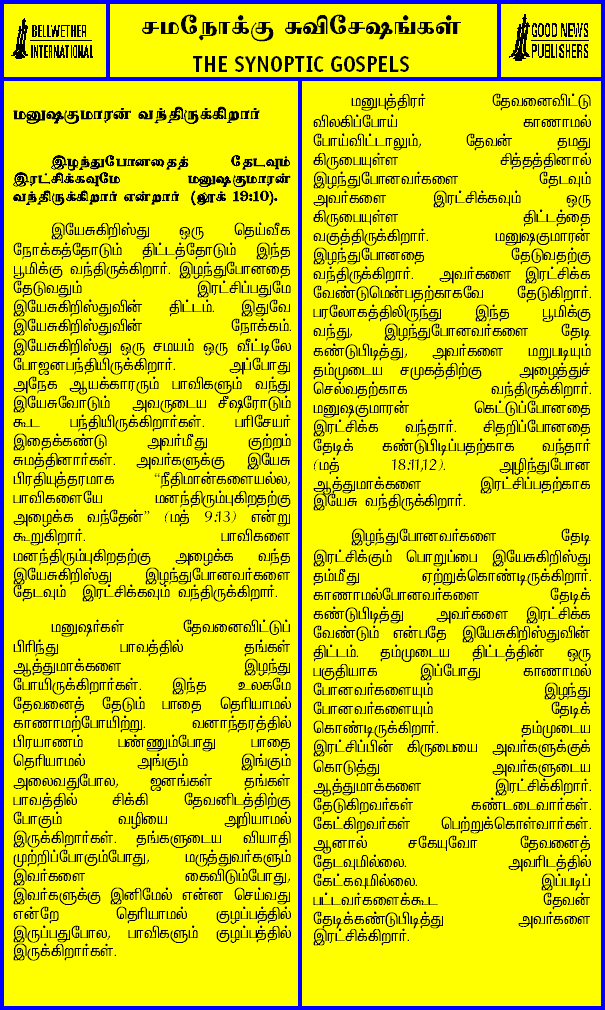 BELLWETHER
INTERNATIONAL
சமநோக்கு சுவிசேஷங்கள்
THE SYNOPTIC GOSPELS
GOOD NEWS
PUBLISHERS
மனுஷகுமாரன் வந்திருக்கிறார்
இழந்துபோனதைத் தேடவும்
இரட்சிக்கவுமே மனுஷகுமாரன்
வந்திருக்கிறார் என்றார் (லூக் 19:10).
இயேசுகிறிஸ்து ஒரு தெய்வீக
நோக்கத்தோடும் திட்டத்தோடும் இந்த
பூமிக்கு வந்திருக்கிறார். இழந்துபோனதை
தேடுவதும் இரட்சிப்பதுமே
இயேசுகிறிஸ்துவின் திட்டம். இதுவே
இயேசுகிறிஸ்துவின் நோக்கம்.
இயேசுகிறிஸ்து ஒரு சமயம் ஒரு வீட்டிலே
போஜனபந்தியிருக்கிறார். அப்போது
அநேக ஆயக்காரரும் பாவிகளும் வந்து
இயேசுவோடும் அவருடைய சீஷரோடும்
கூட பந்தியிருக்கிறார்கள். பரிசேயர்
இதைக்கண்டு அவர்மீது குற்றம்
சுமத்தினார்கள். அவர்களுக்கு இயேசு
பிரதியுத்தரமாக “நீதிமான்களையல்ல,
பாவிகளையே மனந்திரும்புகிறதற்கு
அழைக்க வந்தேன்” (மத் 9:13) என்று
கூறுகிறார். பாவிகளை
மனந்திரும்புகிறதற்கு அழைக்க வந்த
இயேசுகிறிஸ்து இழந்துபோனவர்களை
தேடவும் இரட்சிக்கவும் வந்திருக்கிறார்.
மனுஷர்கள் தேவனைவிட்டுப்
பிரிந்து பாவத்தில் தங்கள்
ஆத்துமாக்களை இழந்து
போயிருக்கிறார்கள். இந்த உலகமே
தேவனைத் தேடும் பாதை தெரியாமல்
காணாமற்போயிற்று. வனாந்தரத்தில்
பிரயாணம் பண்ணும்போது பாதை
தெரியாமல் அங்கும் இங்கும்
அலைவதுபோல, ஜனங்கள் தங்கள்
பாவத்தில் சிக்கி தேவனிடத்திற்கு
போகும் வழியை அறியாமல்
இருக்கிறார்கள். தங்களுடைய வியாதி
முற்றிப்போகும்போது, மருத்துவர்களும்
இவர்களை கைவிடும்போது,
இவர்களுக்கு இனிமேல் என்ன செய்வது
என்றே தெரியாமல் குழப்பத்தில்
இருப்பதுபோல, பாவிகளும் குழப்பத்தில்
இருக்கிறார்கள்.
மனுபுத்திரர் தேவனைவிட்டு
விலகிப்போய் காணாமல்
போய்விட்டாலும், தேவன் தமது
கிருபையுள்ள சித்தத்தினால்
இழந்துபோனவர்களை தேடவும்
அவர்களை இரட்சிக்கவும் ஒரு
கிருபையுள்ள திட்டத்தை
வகுத்திருக்கிறார். மனுஷகுமாரன்
இழந்துபோனதை தேடுவதற்கு
வந்திருக்கிறார். அவர்களை இரட்சிக்க
வேண்டுமென்பதற்காகவே தேடுகிறார்.
பரலோகத்திலிருந்து இந்த பூமிக்கு
வந்து, இழந்துபோனவர்களை தேடி
கண்டுபிடித்து, அவர்களை மறுபடியும்
தம்முடைய சமுகத்திற்கு அழைத்துச்
செல்வதற்காக வந்திருக்கிறார்.
மனுஷகுமாரன் கெட்டுப்போனதை
இரட்சிக்க வந்தார். சிதறிப்போனதை
தேடிக் கண்டுபிடிப்பதற்காக வந்தார்
(மத் 18:11,12). அழிந்துபோன
ஆத்துமாக்களை இரட்சிப்பதற்காக
இயேசு வந்திருக்கிறார்.
இழந்துபோனவர்களை தேடி
இரட்சிக்கும் பொறுப்பை இயேசுகிறிஸ்து
தம்மீது ஏற்றுக்கொண்டிருக்கிறார்.
காணாமல்போனவர்களை தேடிக்
கண்டுபிடித்து அவர்களை இரட்சிக்க
வேண்டும் என்பதே இயேசுகிறிஸ்துவின்
திட்டம். தம்முடைய திட்டத்தின் ஒரு
பகுதியாக இப்போது காணாமல்
போனவர்களையும் இழந்து
போனவர்களையும் தேடிக்
கொண்டிருக்கிறார். தம்முடைய
இரட்சிப்பின் கிருபையை அவர்களுக்குக்
கொடுத்து அவர்களுடைய
ஆத்துமாக்களை இரட்சிக்கிறார்.
தேடுகிறவர்கள் கண்டடைவார்கள்.
கேட்கிறவர்கள் பெற்றுக்கொள்வார்கள்.
ஆனால் சகேயுவோ தேவனைத்
தேடவுமில்லை. அவரிடத்தில்
கேட்கவுமில்லை. இப்படிப்
பட்டவர்களைக்கூட தேவன்
தேடிக்கண்டுபிடித்து அவர்களை
இரட்சிக்கிறார்.